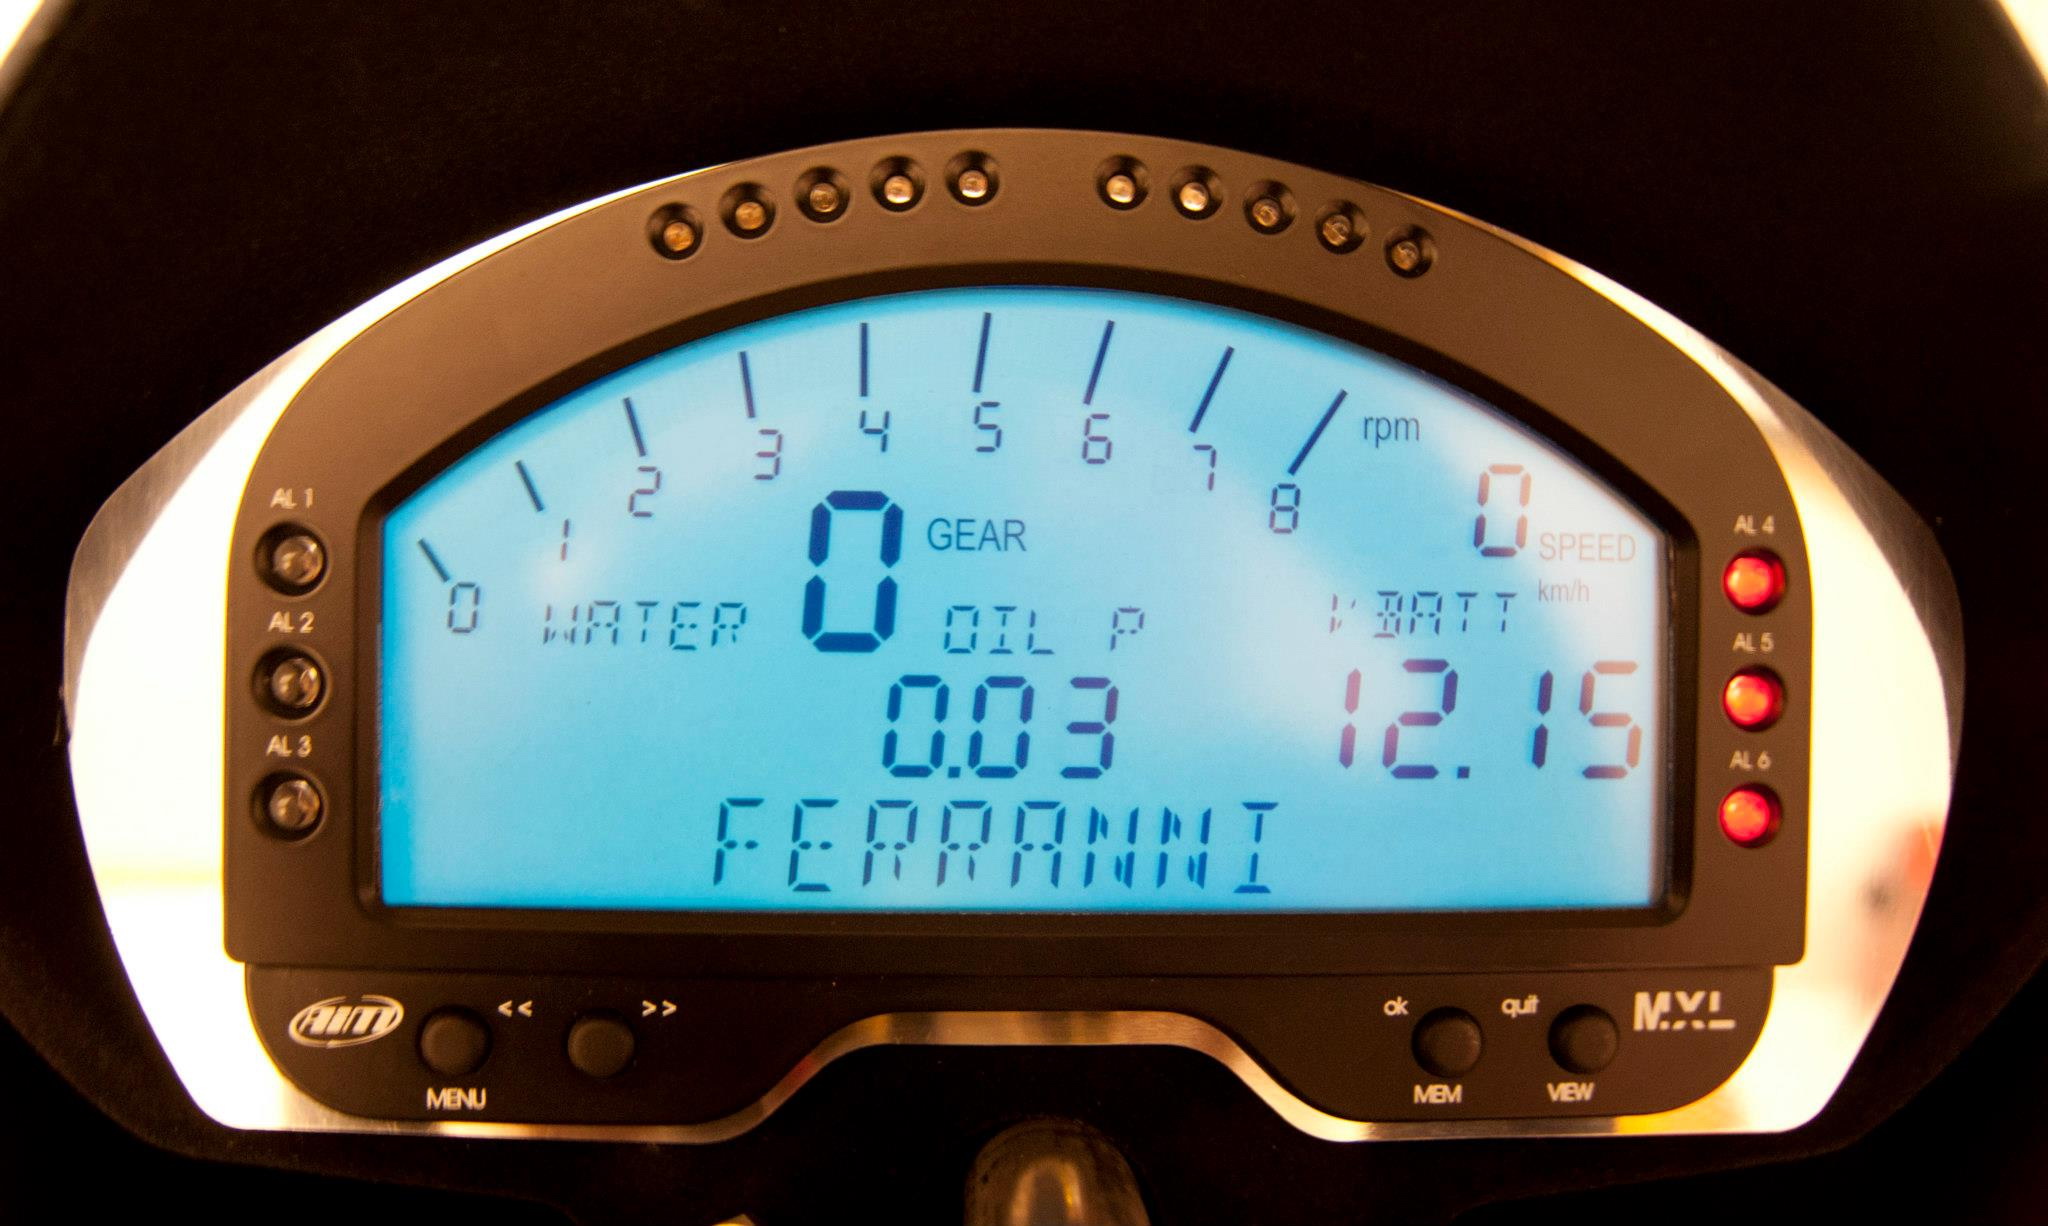 0 1 2 3 4 5 6 7 8 rpm
0 GEAR
0 SPEED
km/h
WATER
OIL P
V BATT
0.03
12.15
FERRANNI
AL 1
AL 2
AL 3
AL 4
AL 5
AL 6
AIM
<< >>
MENU
ok quit
MXL
MEM VIEW